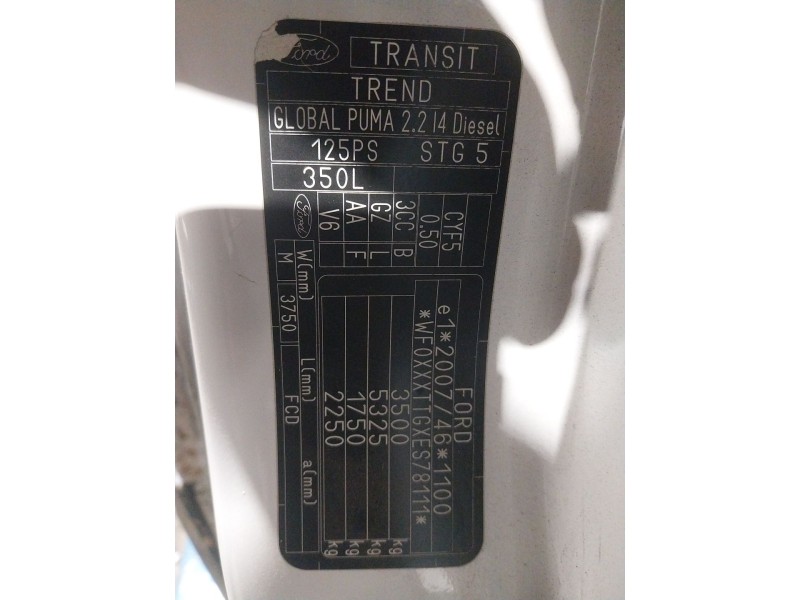 Ford
TRANSIT
TREND
GLOBAL PUMA 2.2 I4 Diesel
125PS STG 5
350L
CYF5
0.50
3CC B
GZ L
AA F
V6
Ford
FORD
e1*2007/46*1100
*WF0XXXTTGXES78111*
3500 kg
5325 kg
1750 kg
2250 kg
W(mm) L(mm) a(mm)
M 3750 FCD